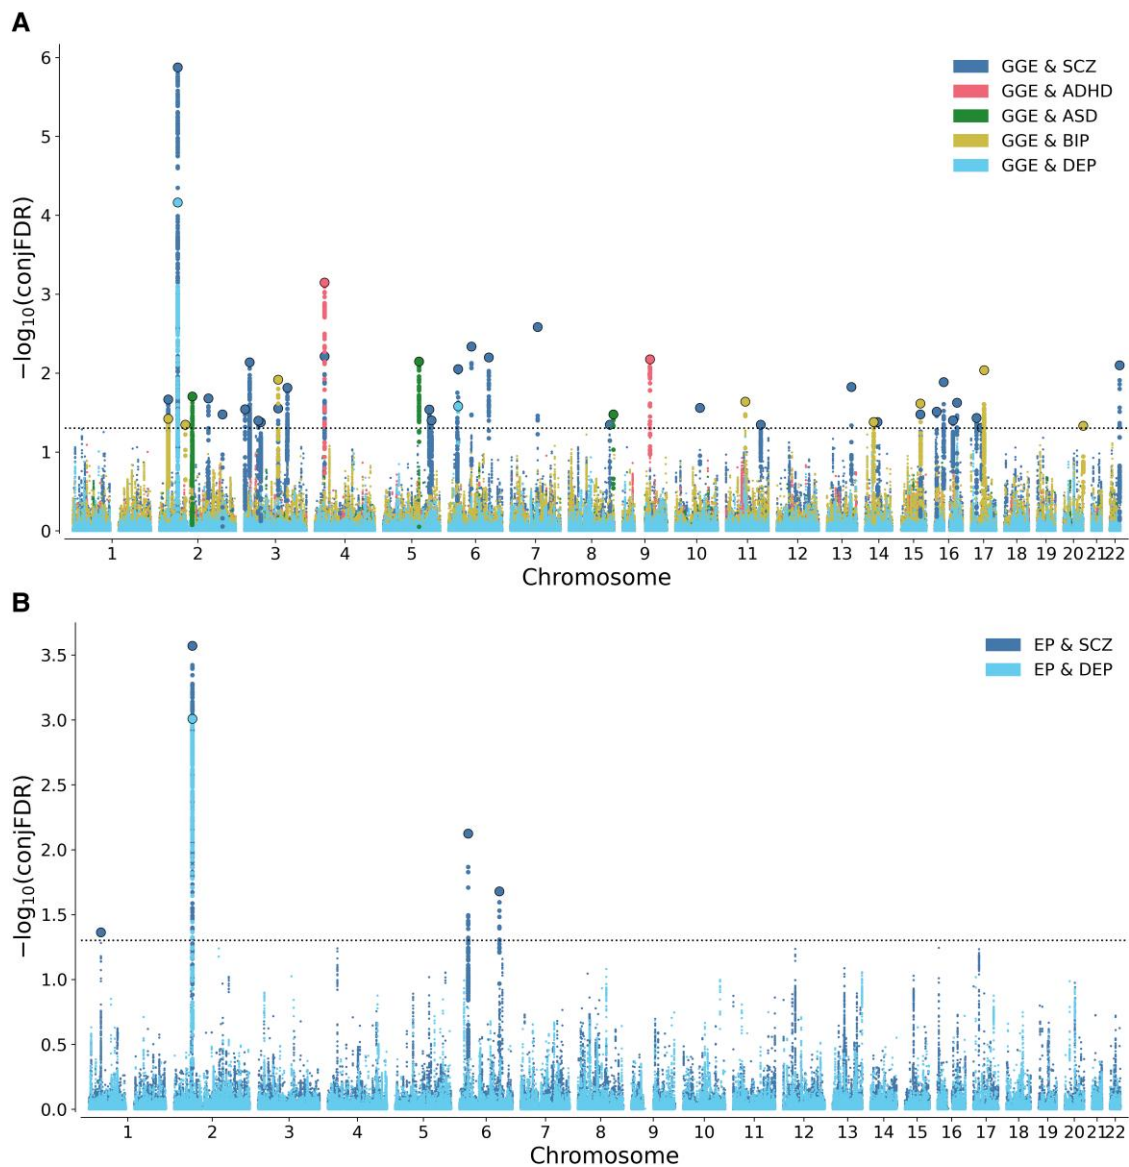 A
6
5
4
3
2
1
0
−log₁₀(conjFDR)
GGE & SCZ
GGE & ADHD
GGE & ASD
GGE & BIP
GGE & DEP
1 2 3 4 5 6 7 8 9 10 11 12 13 14 15 16 17 18 19 20 2122
Chromosome
B
3.5
3.0
2.5
2.0
1.5
1.0
0.5
0.0
−log₁₀(conjFDR)
EP & SCZ
EP & DEP
1 2 3 4 5 6 7 8 9 10 11 12 13 14 15 16 17 18 19 20 21 22
Chromosome